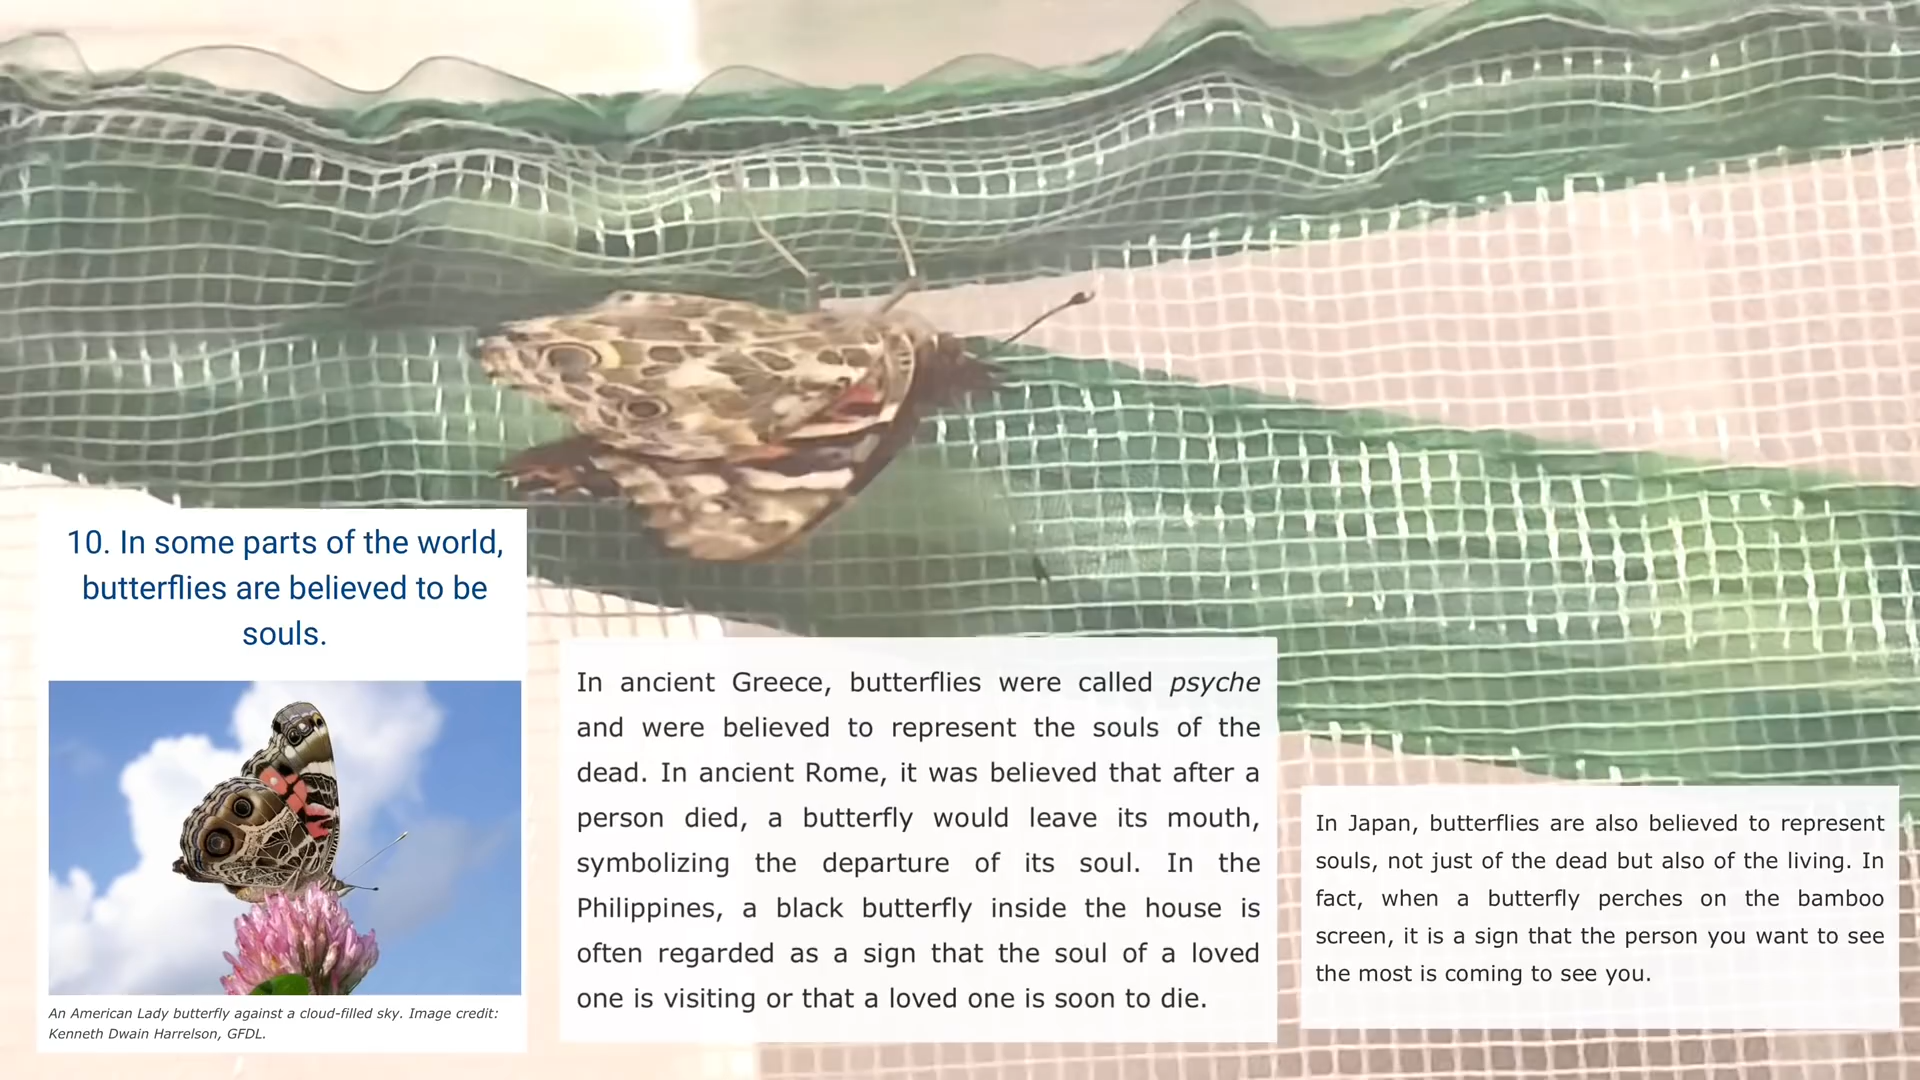 10. In some parts of the world,
butterflies are believed to be
souls.
An American Lady butterfly against a cloud-filled sky. Image credit:
Kenneth Dwain Harrelson, GFDL.
In ancient Greece, butterflies were called psyche
and were believed to represent the souls of the
dead. In ancient Rome, it was believed that after a
person died, a butterfly would leave its mouth,
symbolizing the departure of its soul. In the
Philippines, a black butterfly inside the house is
often regarded as a sign that the soul of a loved
one is visiting or that a loved one is soon to die.
In Japan, butterflies are also believed to represent
souls, not just of the dead but also of the living. In
fact, when a butterfly perches on the bamboo
screen, it is a sign that the person you want to see
the most is coming to see you.